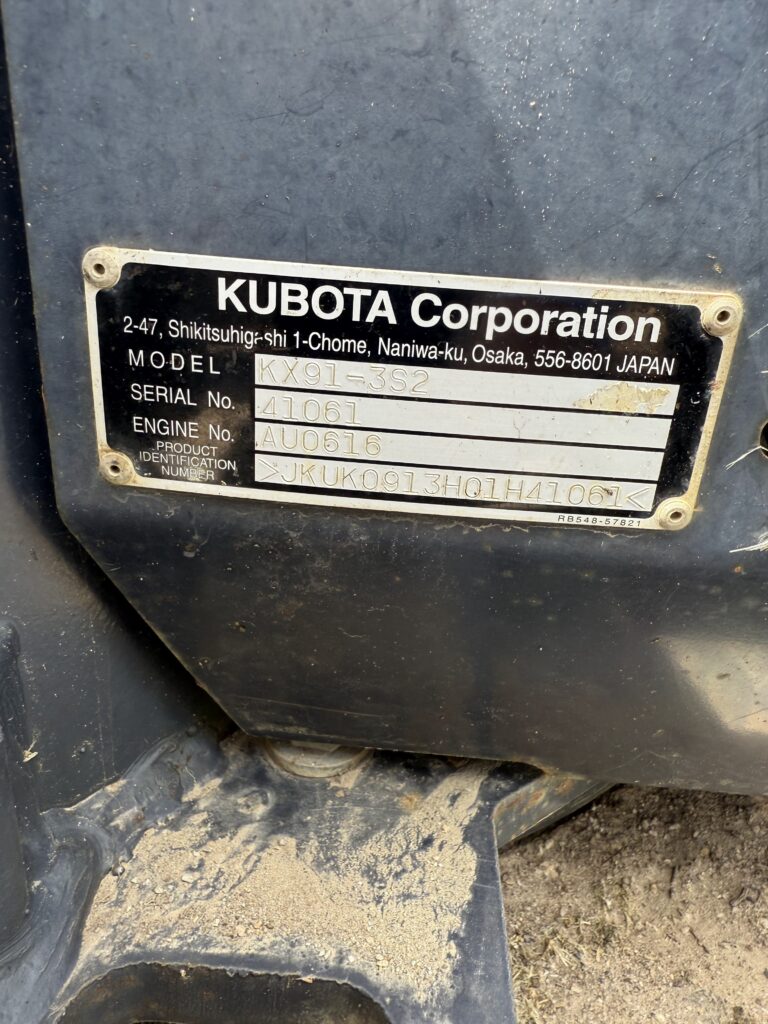 KUBOTA Corporation
2-47, Shikitsuhigashi 1-Chome, Naniwa-ku, Osaka, 556-8601 JAPAN
MODEL KX91-3S2
SERIAL No. 41061
ENGINE No. AU0616
PRODUCT
IDENTIFICATION
NUMBER >JKUK0913H01H41061<
RB548-57821